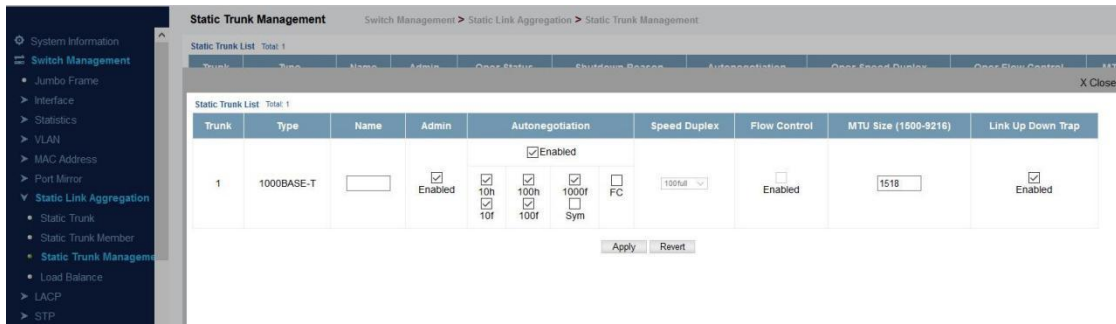 Static Trunk Management
Switch Management > Static Link Aggregation > Static Trunk Management
System Information
Switch Management
Jumbo Frame
Interface
Statistics
VLAN
MAC Address
Port Mirror
Static Link Aggregation
Static Trunk
Static Trunk Member
Static Trunk Manageme
Load Balance
LACP
STP
Static Trunk List Total: 1
Trunk Type Name Admin Oper Status Shutdown Reason Autonegotiation Oper Speed Duplex Oper Flow Control MT
X Close
Static Trunk List Total: 1
Trunk Type Name Admin Autonegotiation Speed Duplex Flow Control MTU Size (1500-9216) Link Up Down Trap
Enabled
1 1000BASE-T Enabled 10h 100h 1000f FC 100full Enabled 1518 Enabled
10f 100f Sym
Apply Revert